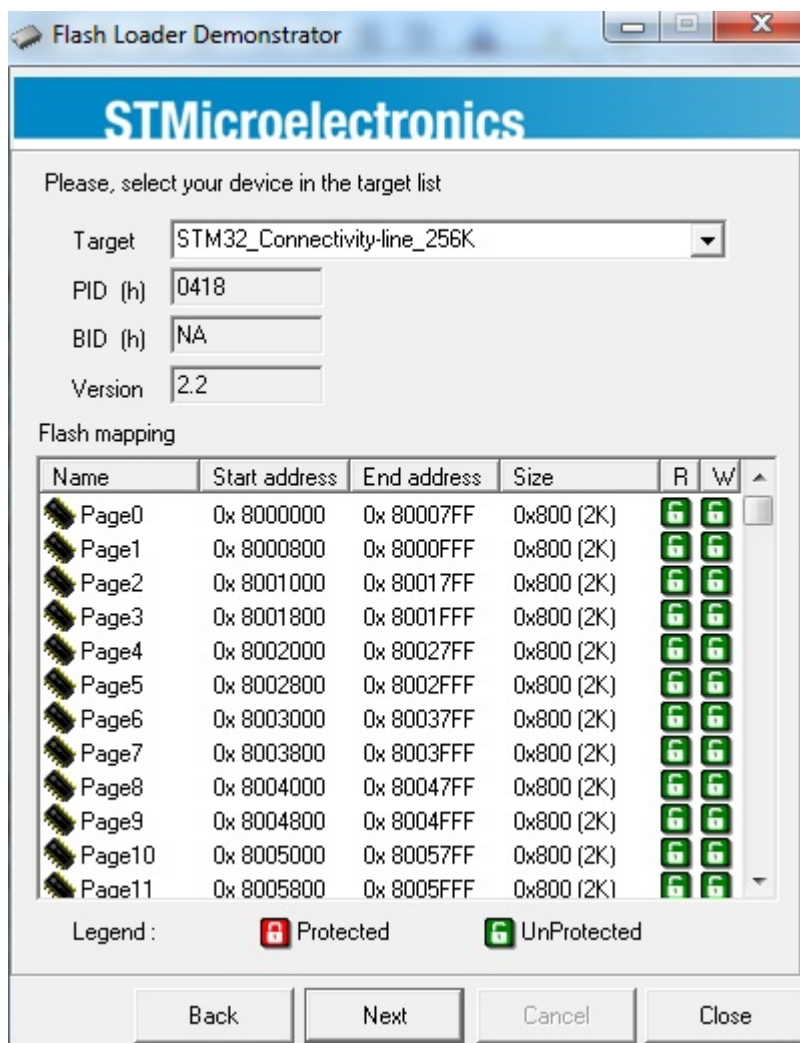 Flash Loader Demonstrator
STMicroelectronics
Please, select your device in the target list
Target STM32_Connectivity-line_256K
PID (h) 0418
BID (h) NA
Version 2.2
Flash mapping
Name Start address End address Size R W
Page0 0x 8000000 0x 80007FF 0x800 (2K)
Page1 0x 8000800 0x 8000FFF 0x800 (2K)
Page2 0x 8001000 0x 80017FF 0x800 (2K)
Page3 0x 8001800 0x 8001FFF 0x800 (2K)
Page4 0x 8002000 0x 80027FF 0x800 (2K)
Page5 0x 8002800 0x 8002FFF 0x800 (2K)
Page6 0x 8003000 0x 80037FF 0x800 (2K)
Page7 0x 8003800 0x 8003FFF 0x800 (2K)
Page8 0x 8004000 0x 80047FF 0x800 (2K)
Page9 0x 8004800 0x 8004FFF 0x800 (2K)
Page10 0x 8005000 0x 80057FF 0x800 (2K)
Page11 0x 8005800 0x 8005FFF 0x800 (2K)
Legend : Protected UnProtected
Back Next Cancel Close